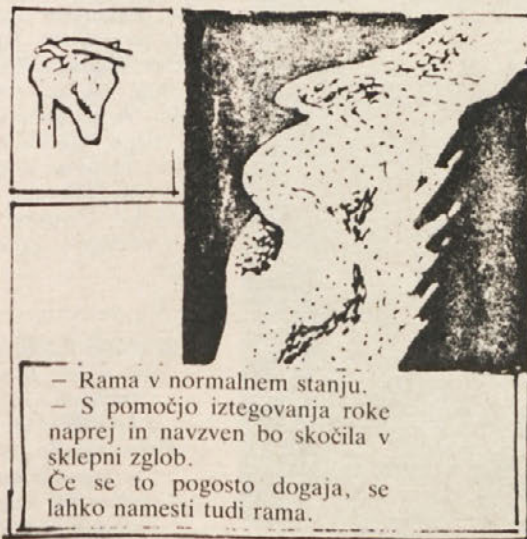 – Rama v normalnem stanju.
– S pomočjo iztegovanja roke
naprej in navzven bo skočila v
sklepni zglob.
Če se to pogosto dogaja, se
lahko namesti tudi rama.